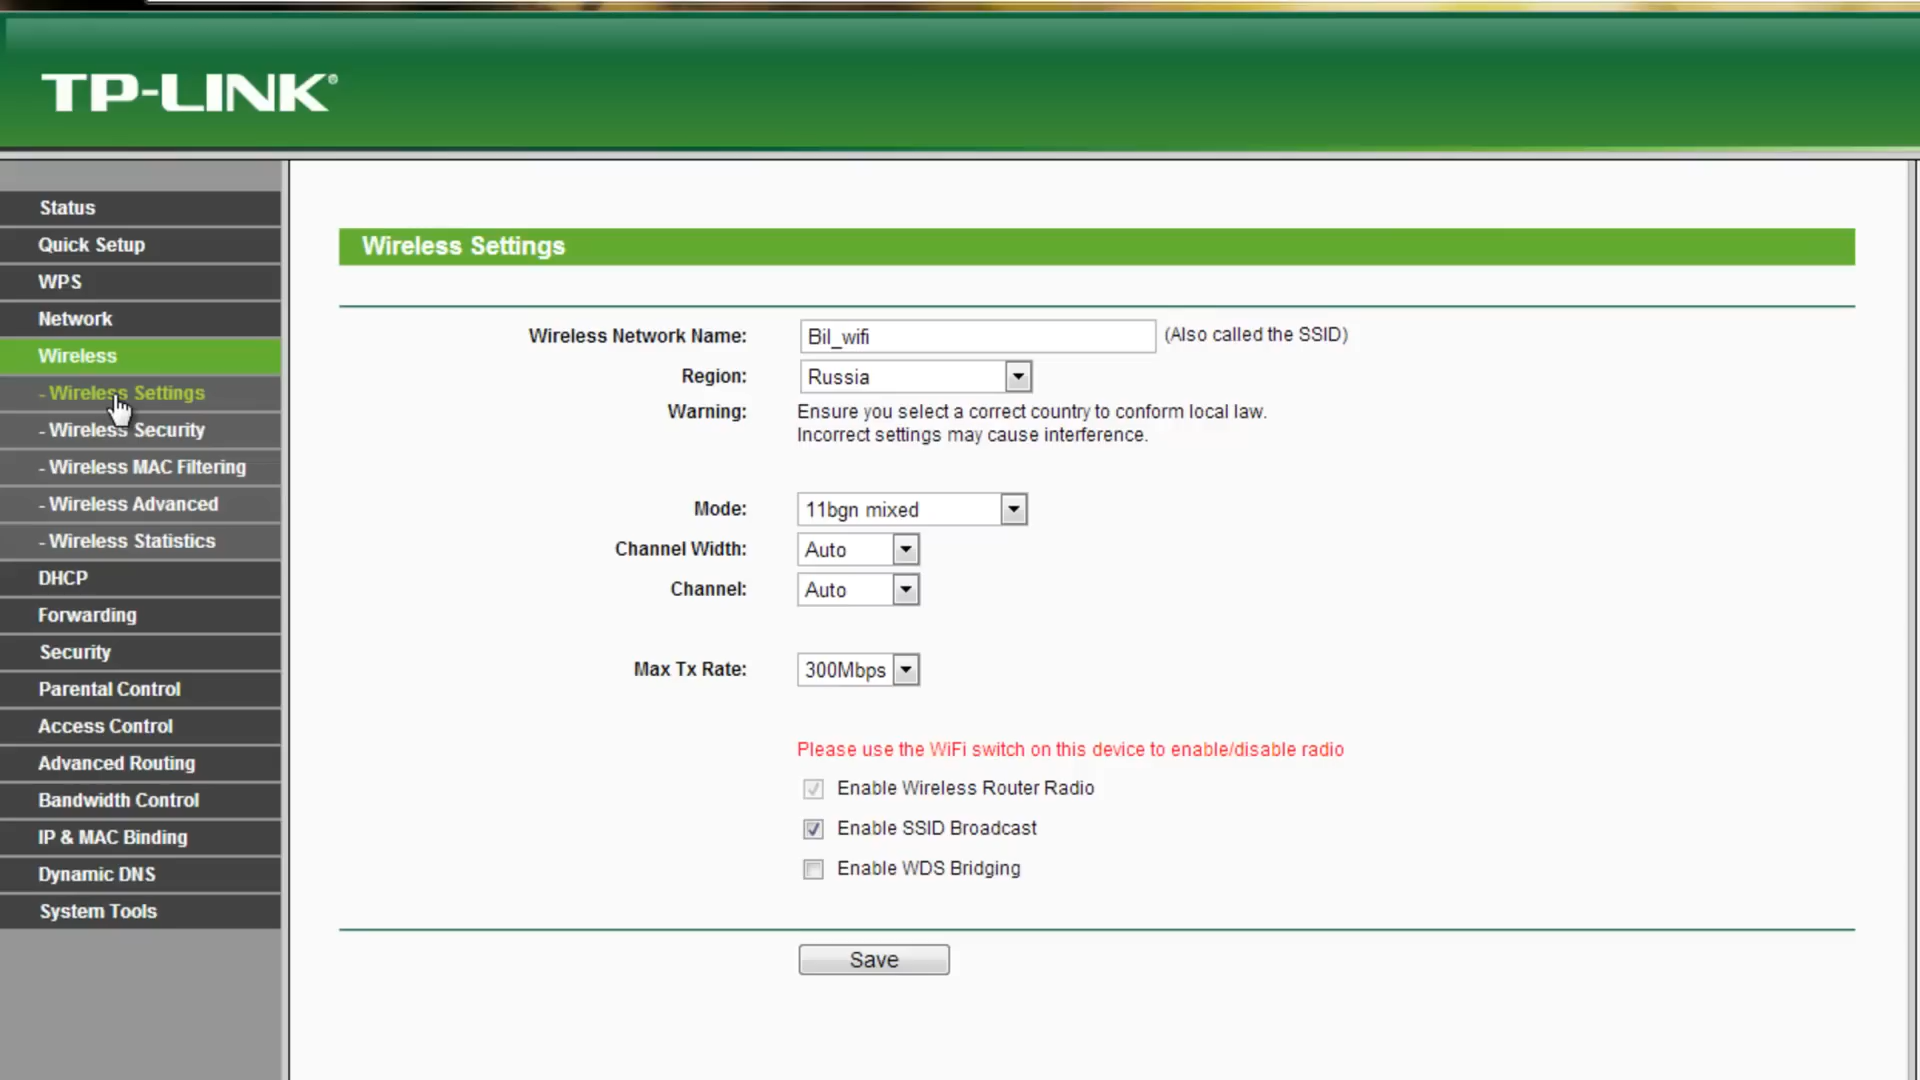 TP-LINK®
Status
Quick Setup
WPS
Network
Wireless
- Wireless Settings
- Wireless Security
- Wireless MAC Filtering
- Wireless Advanced
- Wireless Statistics
DHCP
Forwarding
Security
Parental Control
Access Control
Advanced Routing
Bandwidth Control
IP & MAC Binding
Dynamic DNS
System Tools
Wireless Settings
Wireless Network Name: Bil_wifi (Also called the SSID)
Region: Russia
Warning: Ensure you select a correct country to conform local law.
Incorrect settings may cause interference.
Mode: 11bgn mixed
Channel Width: Auto
Channel: Auto
Max Tx Rate: 300Mbps
Please use the WiFi switch on this device to enable/disable radio
Enable Wireless Router Radio
Enable SSID Broadcast
Enable WDS Bridging
Save